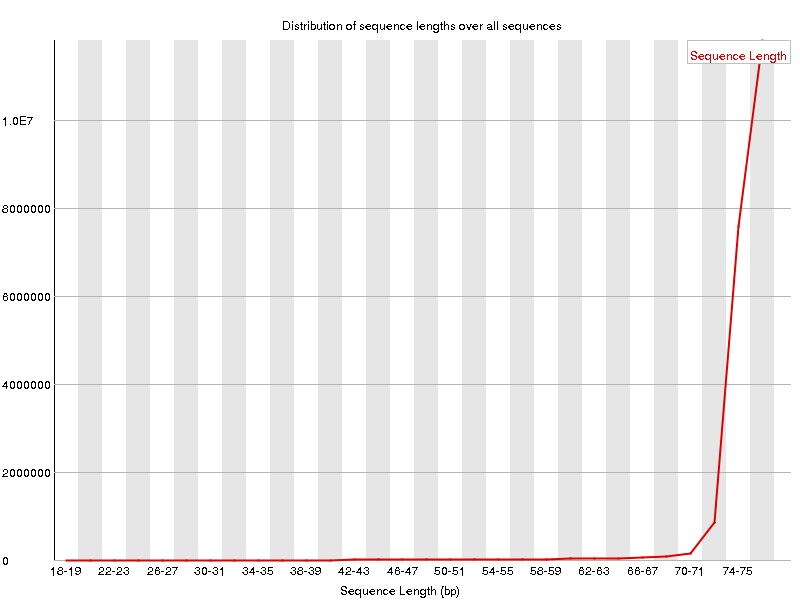 Distribution of sequence lengths over all sequences
Sequence Length
1.0E7
8000000
6000000
4000000
2000000
0
18-19 22-23 26-27 30-31 34-35 38-39 42-43 46-47 50-51 54-55 58-59 62-63 66-67 70-71 74-75
Sequence Length (bp)